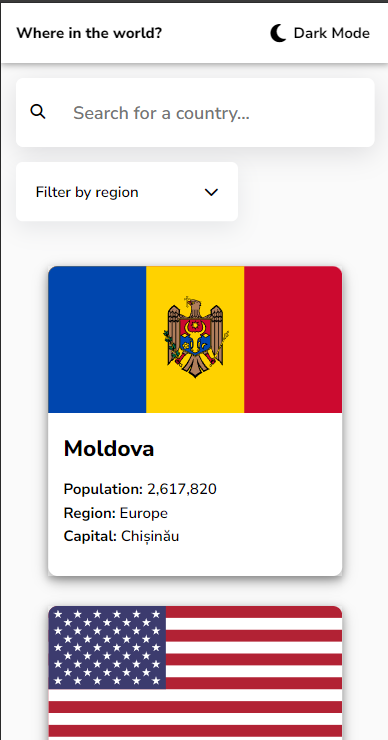 Where in the world?
Dark Mode
Search for a country...
Filter by region
Moldova
Population: 2,617,820
Region: Europe
Capital: Chișinău